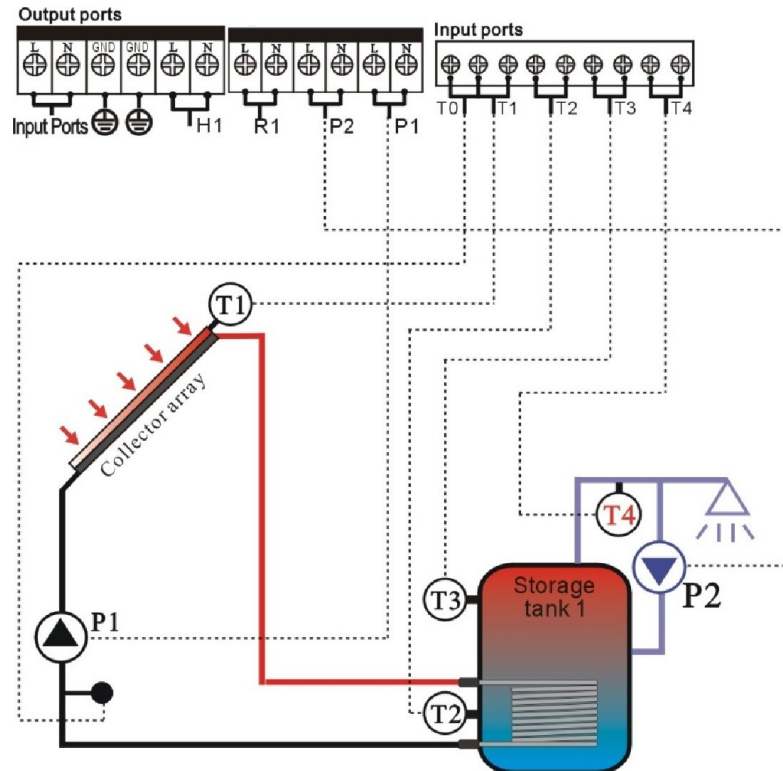 Output ports
L N GND GND L N L N L N L N
Input Ports H1 R1 P2 P1
Input ports
T0 T1 T2 T3 T4
T1
Collector array
T4
T3
Storage
tank 1
P2
P1
T2